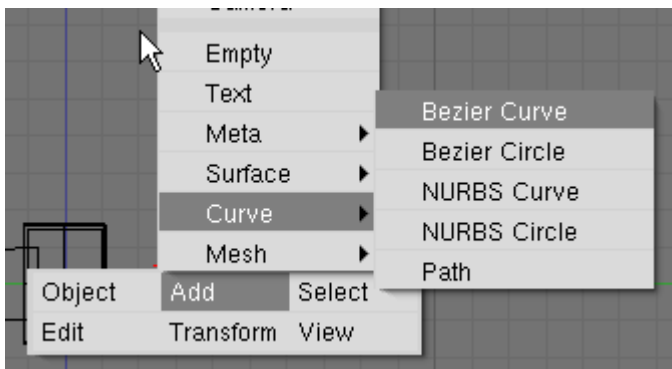 Empty
Text
Meta
Surface
Curve
Mesh
Bezier Curve
Bezier Circle
NURBS Curve
NURBS Circle
Path
Object Add Select
Edit Transform View